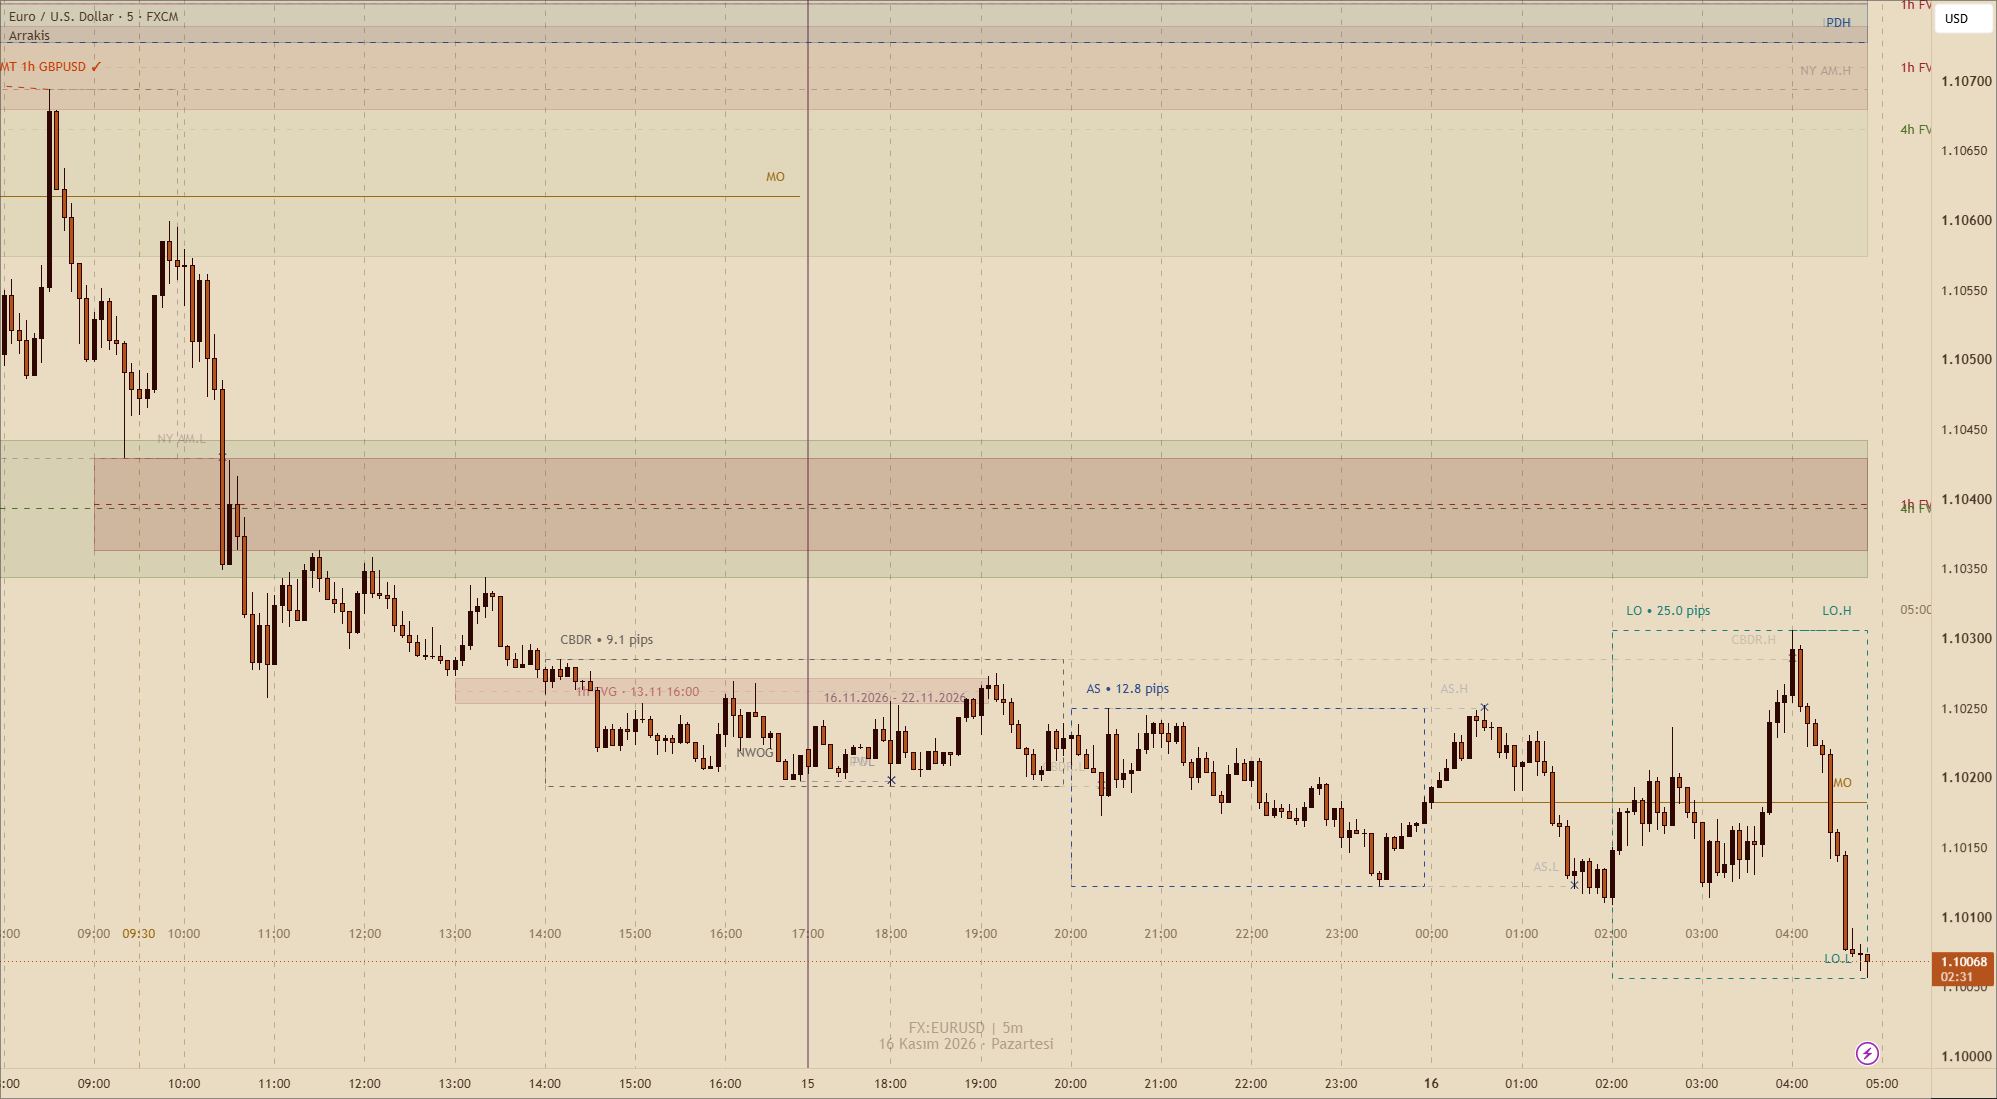 Euro / U.S. Dollar · 5 · FXCM
Arrakis
MT 1h GBPUSD ✓
1h FV
PDH
USD
1h FV
NY AM.H
1.10700
4h FV
1.10650
MO
1.10600
1.10550
1.10500
NY AM.L
1.10450
1h FV
4h FV
1.10400
1.10350
LO • 25.0 pips
LO.H
05:00
CBDR • 9.1 pips
CBDR.H
1.10300
1h FVG · 13.11 16:00
16.11.2026 - 22.11.2026
AS • 12.8 pips
AS.H
1.10250
NWOG
CBDR.L
1.10200
MO
1.10150
AS.L
1.10100
:00 09:00 09:30 10:00 11:00 12:00 13:00 14:00 15:00 16:00 17:00 18:00 19:00 20:00 21:00 22:00 23:00 00:00 01:00 02:00 03:00 04:00
LO.L
1.10068
02:31
1.10050
FX:EURUSD | 5m
16 Kasım 2026 · Pazartesi
1.10000
:00 09:00 10:00 11:00 12:00 13:00 14:00 15:00 16:00 15 18:00 19:00 20:00 21:00 22:00 23:00 16 01:00 02:00 03:00 04:00 05:00